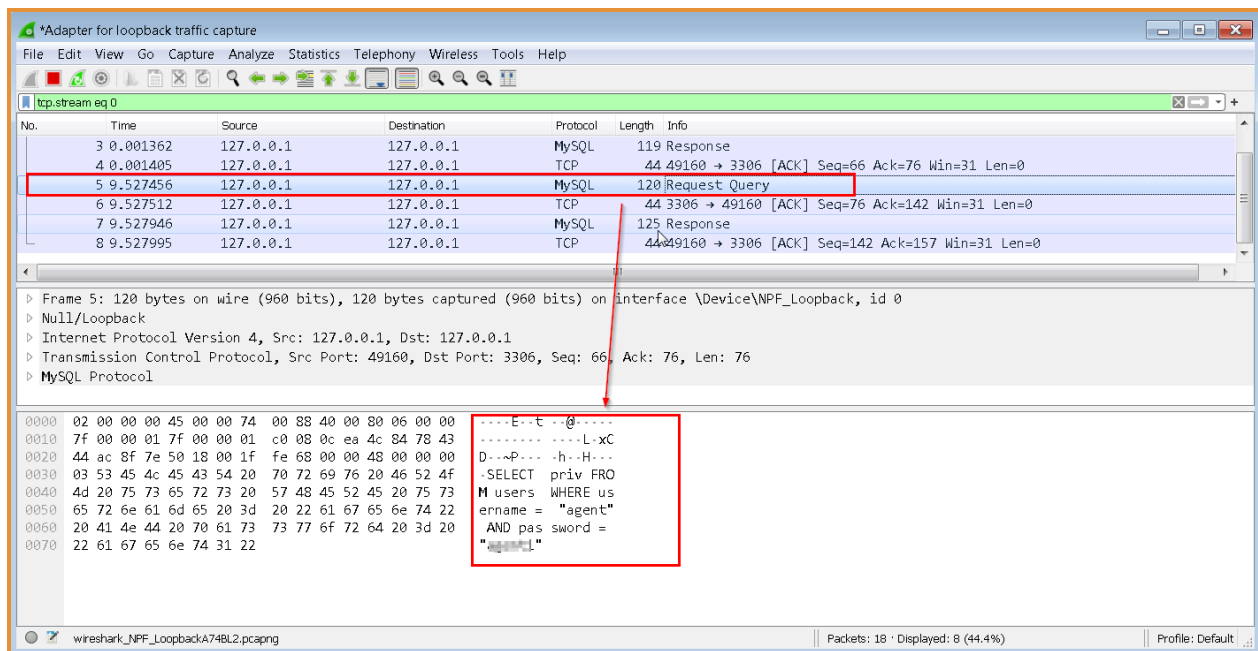 *Adapter for loopback traffic capture
File Edit View Go Capture Analyze Statistics Telephony Wireless Tools Help
tcp.stream eq 0
No. Time Source Destination Protocol Length Info
3 0.001362 127.0.0.1 127.0.0.1 MySQL 119 Response
4 0.001405 127.0.0.1 127.0.0.1 TCP 44 49160 → 3306 [ACK] Seq=66 Ack=76 Win=31 Len=0
5 9.527456 127.0.0.1 127.0.0.1 MySQL 120 Request Query
6 9.527512 127.0.0.1 127.0.0.1 TCP 44 3306 → 49160 [ACK] Seq=76 Ack=142 Win=31 Len=0
7 9.527946 127.0.0.1 127.0.0.1 MySQL 125 Response
8 9.527995 127.0.0.1 127.0.0.1 TCP 44 49160 → 3306 [ACK] Seq=142 Ack=157 Win=31 Len=0
Frame 5: 120 bytes on wire (960 bits), 120 bytes captured (960 bits) on interface \Device\NPF_Loopback, id 0
Null/Loopback
Internet Protocol Version 4, Src: 127.0.0.1, Dst: 127.0.0.1
Transmission Control Protocol, Src Port: 49160, Dst Port: 3306, Seq: 66, Ack: 76, Len: 76
MySQL Protocol
0000 02 00 00 00 45 00 00 74 00 88 40 00 80 06 00 00 ····E··t ··@·····
0010 7f 00 00 01 7f 00 00 01 c0 08 0c ea 4c 84 78 43 ········ ····L·xC
0020 44 ac 8f 7e 50 18 00 1f fe 68 00 00 48 00 00 00 D··~P··· ·h··H···
0030 03 53 45 4c 45 43 54 20 70 72 69 76 20 46 52 4f ·SELECT priv FRO
0040 4d 20 75 73 65 72 73 20 57 48 45 52 45 20 75 73 M users WHERE us
0050 65 72 6e 61 6d 65 20 3d 20 22 61 67 65 6e 74 22 ername = "agent"
0060 20 41 4e 44 20 70 61 73 73 77 6f 72 64 20 3d 20 AND pas sword =
0070 22 61 67 65 6e 74 31 22
wireshark_NPF_LoopbackA74BL2.pcapng Packets: 18 · Displayed: 8 (44.4%) Profile: Default